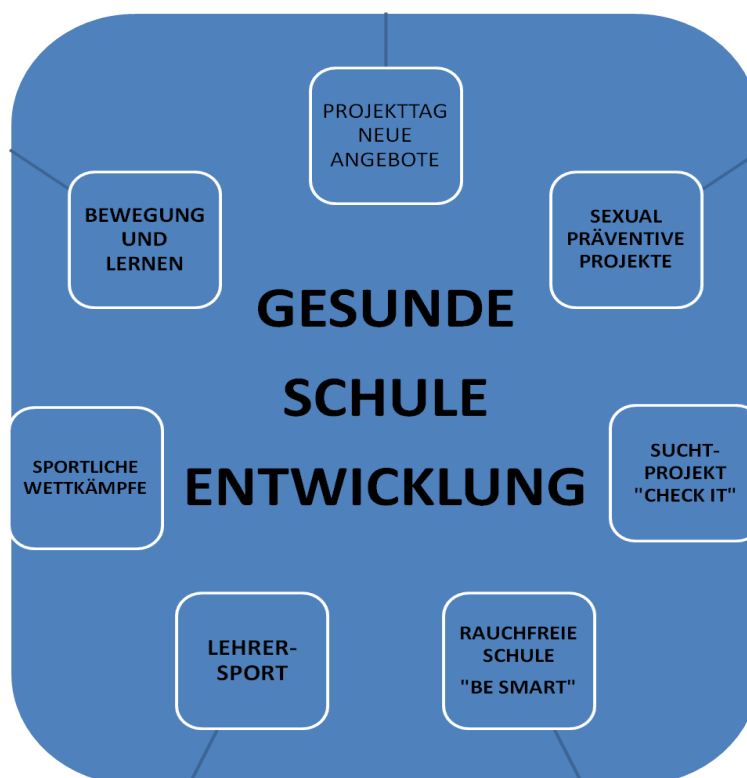 PROJEKTTAG
NEUE
ANGEBOTE
BEWEGUNG
UND
LERNEN
SEXUAL
PRÄVENTIVE
PROJEKTE
GESUNDE
SCHULE
ENTWICKLUNG
SPORTLICHE
WETTKÄMPFE
SUCHT-
PROJEKT
"CHECK IT"
LEHRER-
SPORT
RAUCHFREIE
SCHULE
"BE SMART"